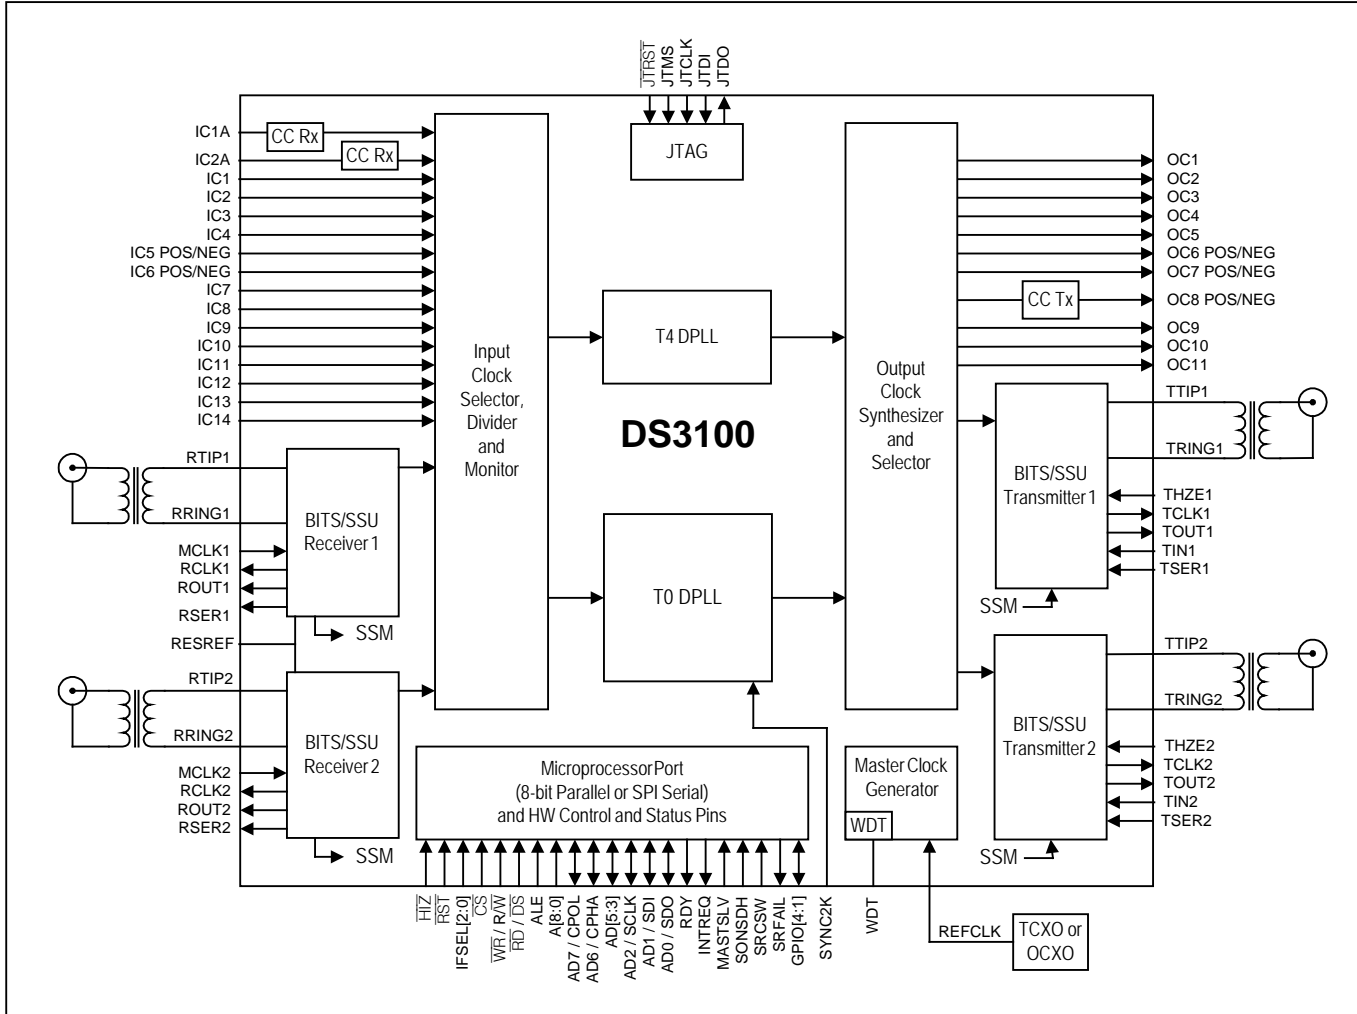 JTRST
JTMS
JTCLK
JTDI
JTDO
JTAG
IC1A
CC Rx
IC2A
CC Rx
IC1
IC2
IC3
IC4
IC5 POS/NEG
IC6 POS/NEG
IC7
IC8
IC9
IC10
IC11
IC12
IC13
IC14
Input
Clock
Selector,
Divider
and
Monitor
T4 DPLL
DS3100
T0 DPLL
Output
Clock
Synthesizer
and
Selector
OC1
OC2
OC3
OC4
OC5
OC6 POS/NEG
OC7 POS/NEG
CC Tx
OC8 POS/NEG
OC9
OC10
OC11
RTIP1
RRING1
BITS/SSU
Receiver 1
MCLK1
RCLK1
ROUT1
RSER1
SSM
RESREF
RTIP2
RRING2
BITS/SSU
Receiver 2
MCLK2
RCLK2
ROUT2
RSER2
SSM
TTIP1
TRING1
BITS/SSU
Transmitter 1
THZE1
TCLK1
TOUT1
TIN1
TSER1
SSM
TTIP2
TRING2
BITS/SSU
Transmitter 2
THZE2
TCLK2
TOUT2
TIN2
TSER2
SSM
Microprocessor Port
(8-bit Parallel or SPI Serial)
and HW Control and Status Pins
Master Clock
Generator
WDT
HIZ
RST
IFSEL[2:0]
CS
WR / R/W
RD / DS
ALE
A[8:0]
AD7 / CPOL
AD6 / CPHA
AD[5:3]
AD2 / SCLK
AD1 / SDI
AD0 / SDO
RDY
INTREQ
MASTSLV
SONSDH
SRCSW
SRFAIL
GPIO[4:1]
SYNC2K
WDT
REFCLK
TCXO or
OCXO